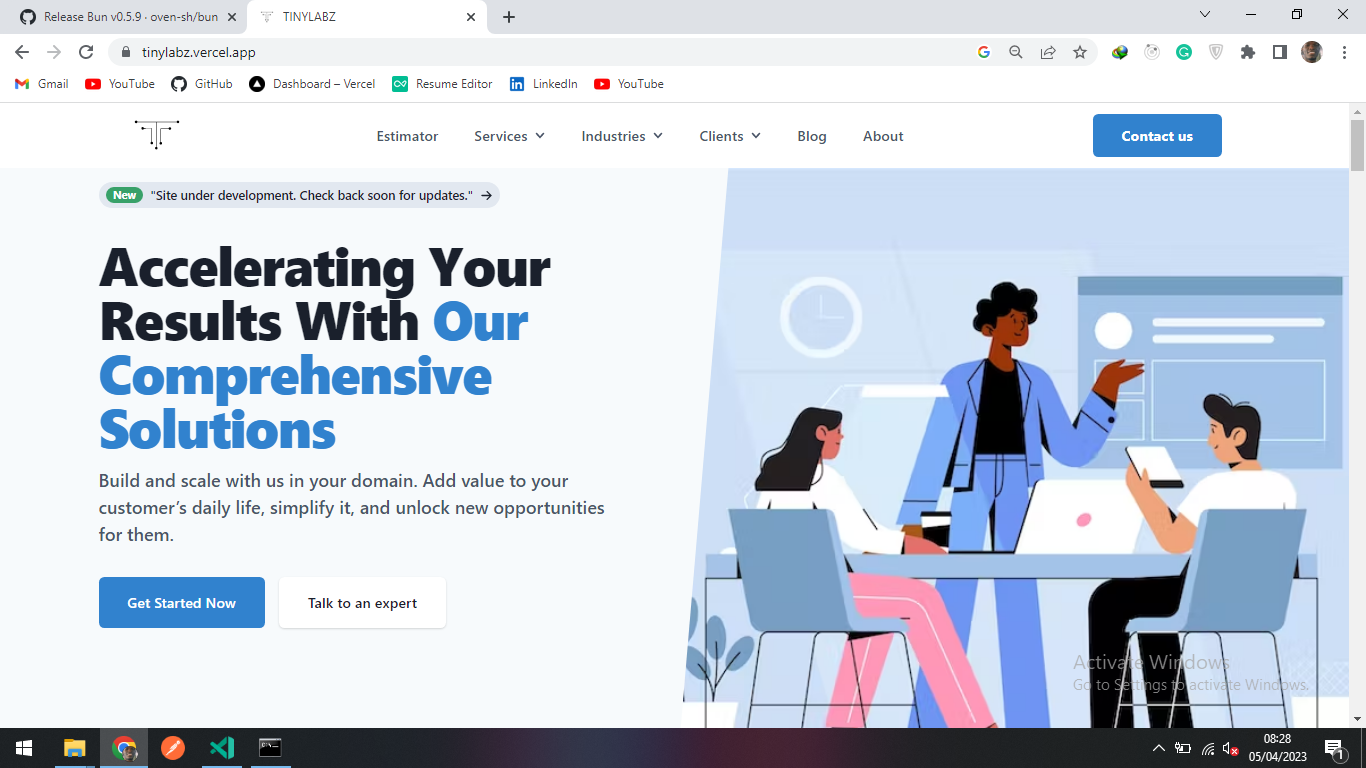 Release Bun v0.5.9 · oven-sh/bun
TINYLABZ
tinylabz.vercel.app
Gmail
YouTube
GitHub
Dashboard – Vercel
Resume Editor
LinkedIn
YouTube
Estimator
Services
Industries
Clients
Blog
About
Contact us
New "Site under development. Check back soon for updates." →
Accelerating Your
Results With Our
Comprehensive
Solutions
Build and scale with us in your domain. Add value to your
customer’s daily life, simplify it, and unlock new opportunities
for them.
Get Started Now
Talk to an expert
Activate Windows
Go to Settings to activate Windows.
08:28
05/04/2023
1